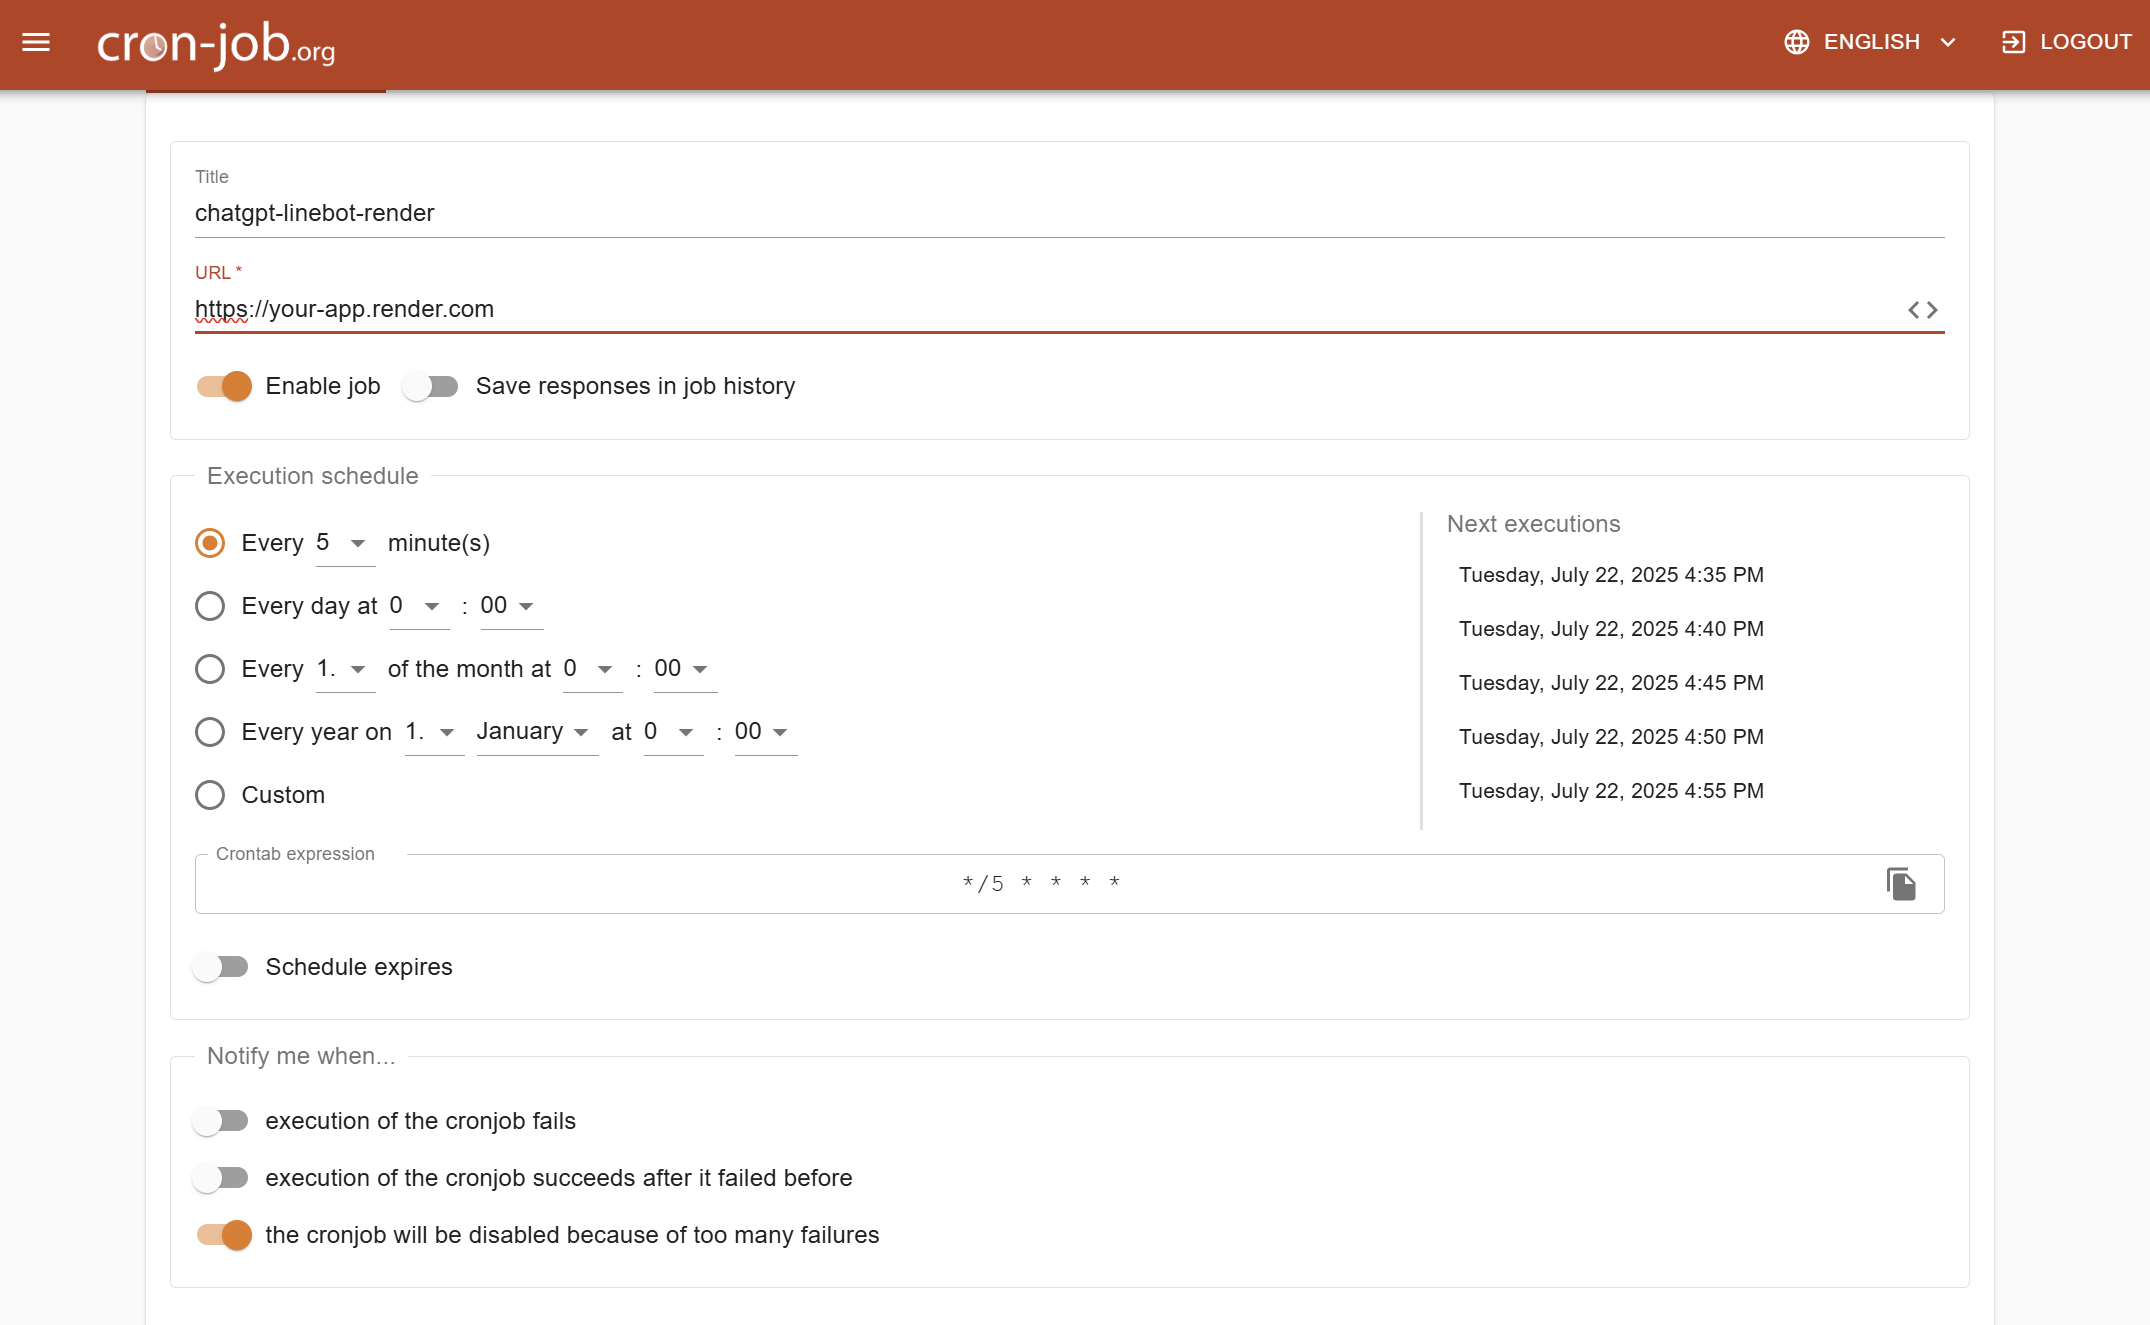 cron-job.org
ENGLISH
LOGOUT
Title
chatgpt-linebot-render
URL *
https://your-app.render.com
Enable job
Save responses in job history
Execution schedule
Every 5 minute(s)
Every day at 0 : 00
Every 1. of the month at 0 : 00
Every year on 1. January at 0 : 00
Custom
Next executions
Tuesday, July 22, 2025 4:35 PM
Tuesday, July 22, 2025 4:40 PM
Tuesday, July 22, 2025 4:45 PM
Tuesday, July 22, 2025 4:50 PM
Tuesday, July 22, 2025 4:55 PM
Crontab expression
*/5 * * * *
Schedule expires
Notify me when...
execution of the cronjob fails
execution of the cronjob succeeds after it failed before
the cronjob will be disabled because of too many failures